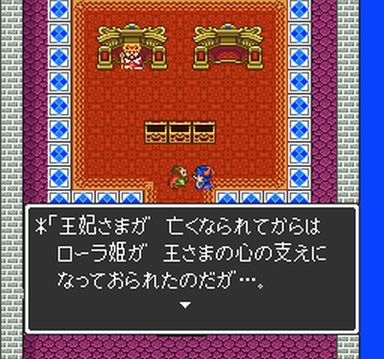 *「王妃さまが 亡くなられてからは
ローラ姫が 王さまの心の支えに
なっておられたのだが…。